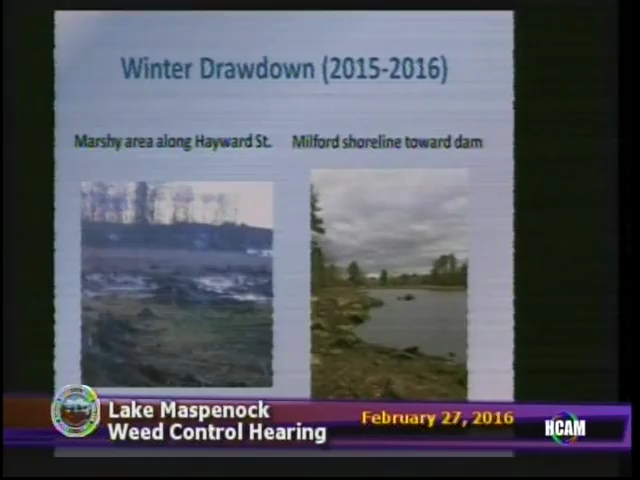 Winter Drawdown (2015-2016)
Marshy area along Hayward St.
Milford shoreline toward dam
Lake Maspenock
Weed Control Hearing
February 27, 2016
HCAM